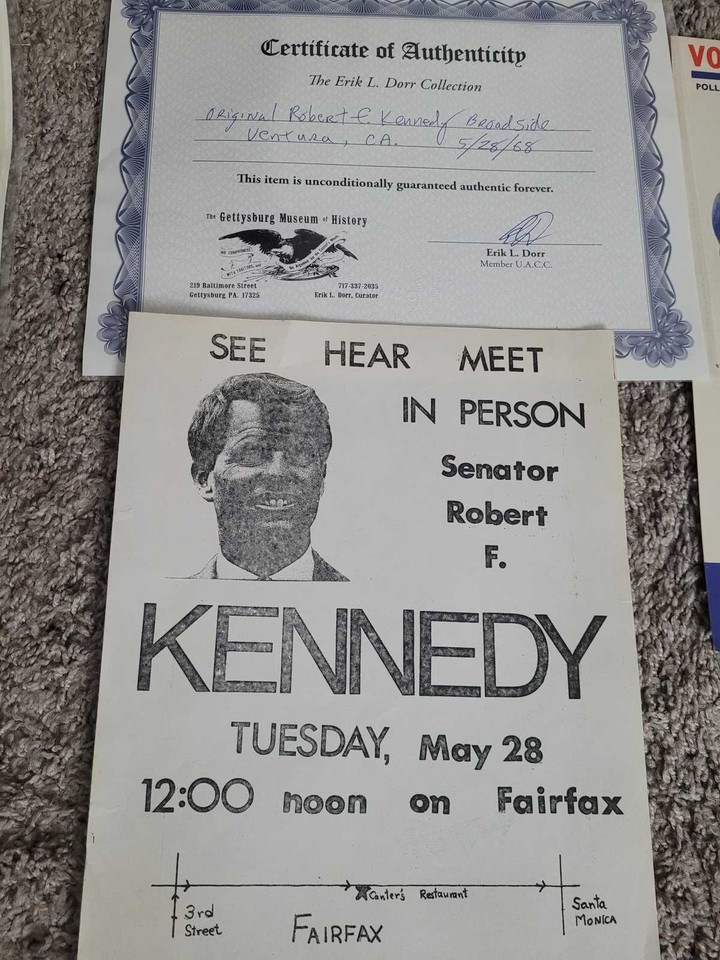 Certificate of Authenticity
The Erik L. Dorr Collection
Original Robert F Kennedy Broadside
Ventura, CA. 5/28/68
This item is unconditionally guaranteed authentic forever.
The Gettysburg Museum of History
219 Baltimore Street
Gettysburg PA. 17325
717-337-2035
Erik L. Dorr, Curator
Erik L. Dorr
Member U.A.C.C.
VO
POLL
SEE HEAR MEET
IN PERSON
Senator
Robert
F.
KENNEDY
TUESDAY, May 28
12:00 noon on Fairfax
Canter's Restaurant
3rd
Street
FAIRFAX
Santa
MONICA